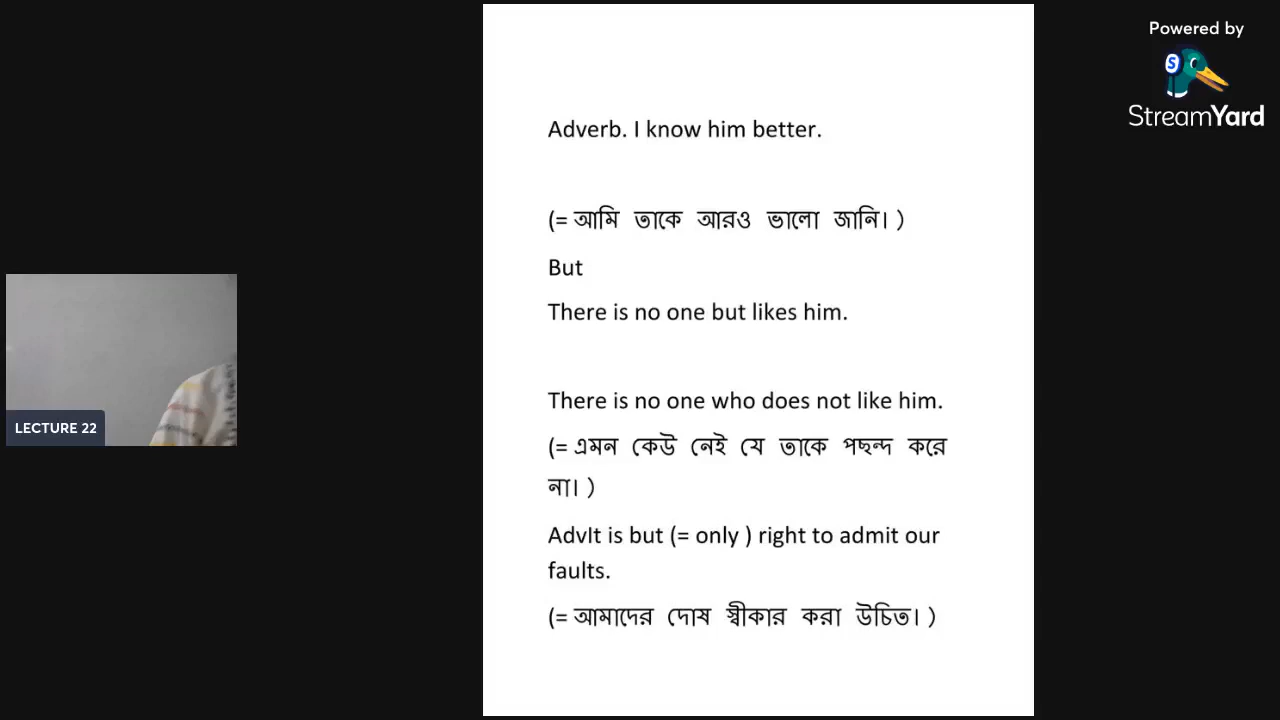 Powered by
StreamYard
Adverb. I know him better.
(= আমি তাকে আরও ভালো জানি। )
But
There is no one but likes him.
There is no one who does not like him.
(= এমন কেউ নেই যে তাকে পছন্দ করে
না। )
AdvIt is but (= only ) right to admit our
faults.
(= আমাদের দোষ স্বীকার করা উচিত। )
LECTURE 22